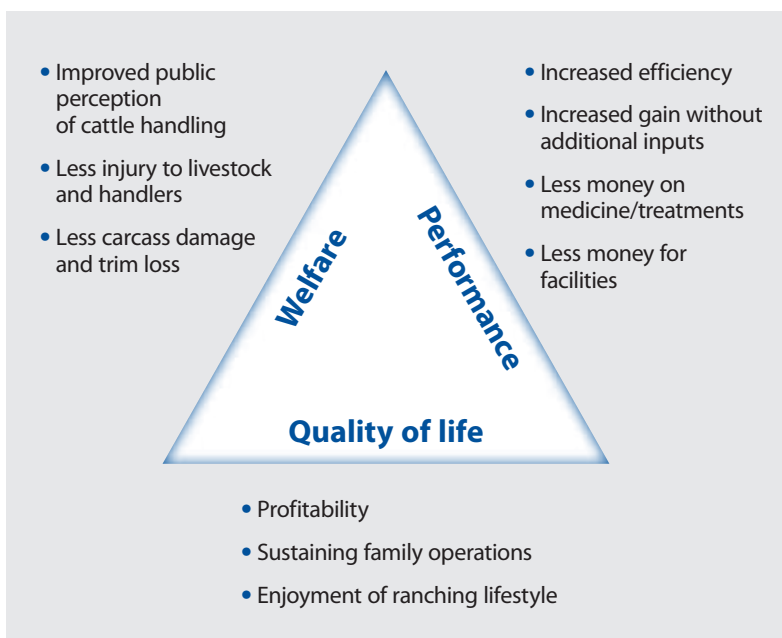 • Improved public
perception
of cattle handling
• Less injury to livestock
and handlers
• Less carcass damage
and trim loss
• Increased efficiency
• Increased gain without
additional inputs
• Less money on
medicine/treatments
• Less money for
facilities
Welfare
Performance
Quality of life
• Profitability
• Sustaining family operations
• Enjoyment of ranching lifestyle